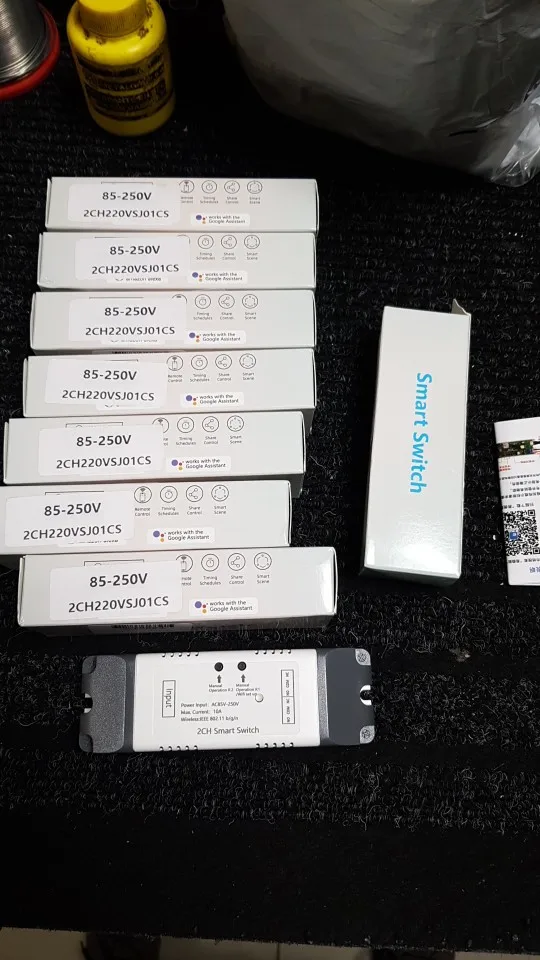 85-250V
2CH220VSJ01CS
Remote Control
Timing Schedules
Share Control
Smart Scene
works with the
Google Assistant
85-250V
2CH220VSJ01CS
Timing Schedules
Share Control
Smart Scene
works with the
Google Assistant
85-250V
2CH220VSJ01CS
Timing Schedules
Share Control
Smart Scene
works with the
Google Assistant
85-250V
2CH220VSJ01CS
Remote Control
Timing Schedules
Share Control
Smart Scene
works with the
Google Assistant
85-250V
2CH220VSJ01CS
Timing Schedules
Share Control
Smart Scene
works with the
Google Assistant
85-250V
2CH220VSJ01CS
Remote Control
Timing Schedules
Share Control
Smart Scene
works with the
Google Assistant
85-250V
2CH220VSJ01CS
Timing Schedules
Share Control
Smart Scene
works with the
Google Assistant
Smart Switch
Input
Manual
Operation
Manual
Operation
Power Input: AC85V-250V
Max. Current: 10A
Wireless:IEEE 802.11 b/g/n
2CH Smart Switch